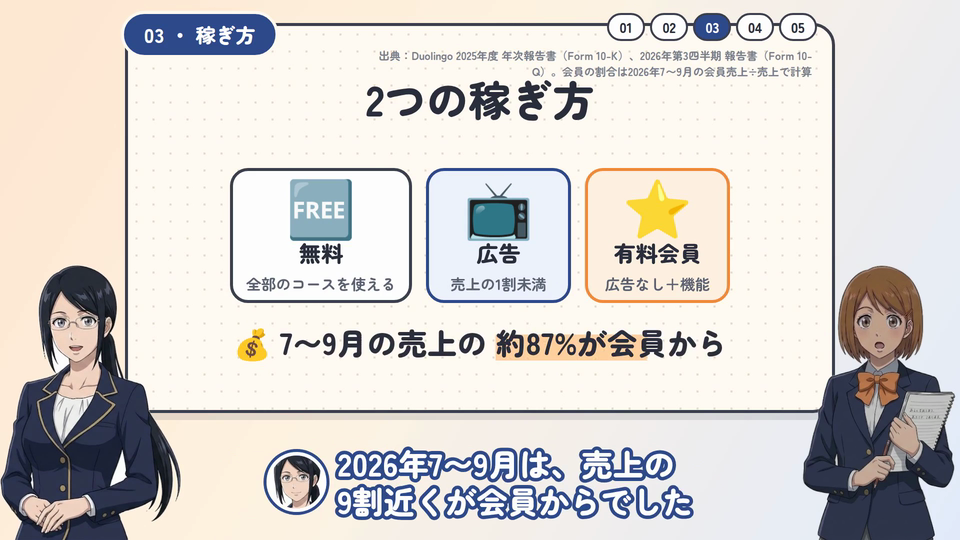 03 ・ 稼ぎ方
01 02 03 04 05
出典：Duolingo 2025年度 年次報告書（Form 10-K）、2026年第3四半期 報告書（Form 10-
Q）。会員の割合は2026年7〜9月の会員売上÷売上で計算
2つの稼ぎ方
FREE
無料
全部のコースを使える
広告
売上の1割未満
有料会員
広告なし＋機能
7〜9月の売上の 約87%が会員から
2026年7〜9月は、売上の
9割近くが会員からでした